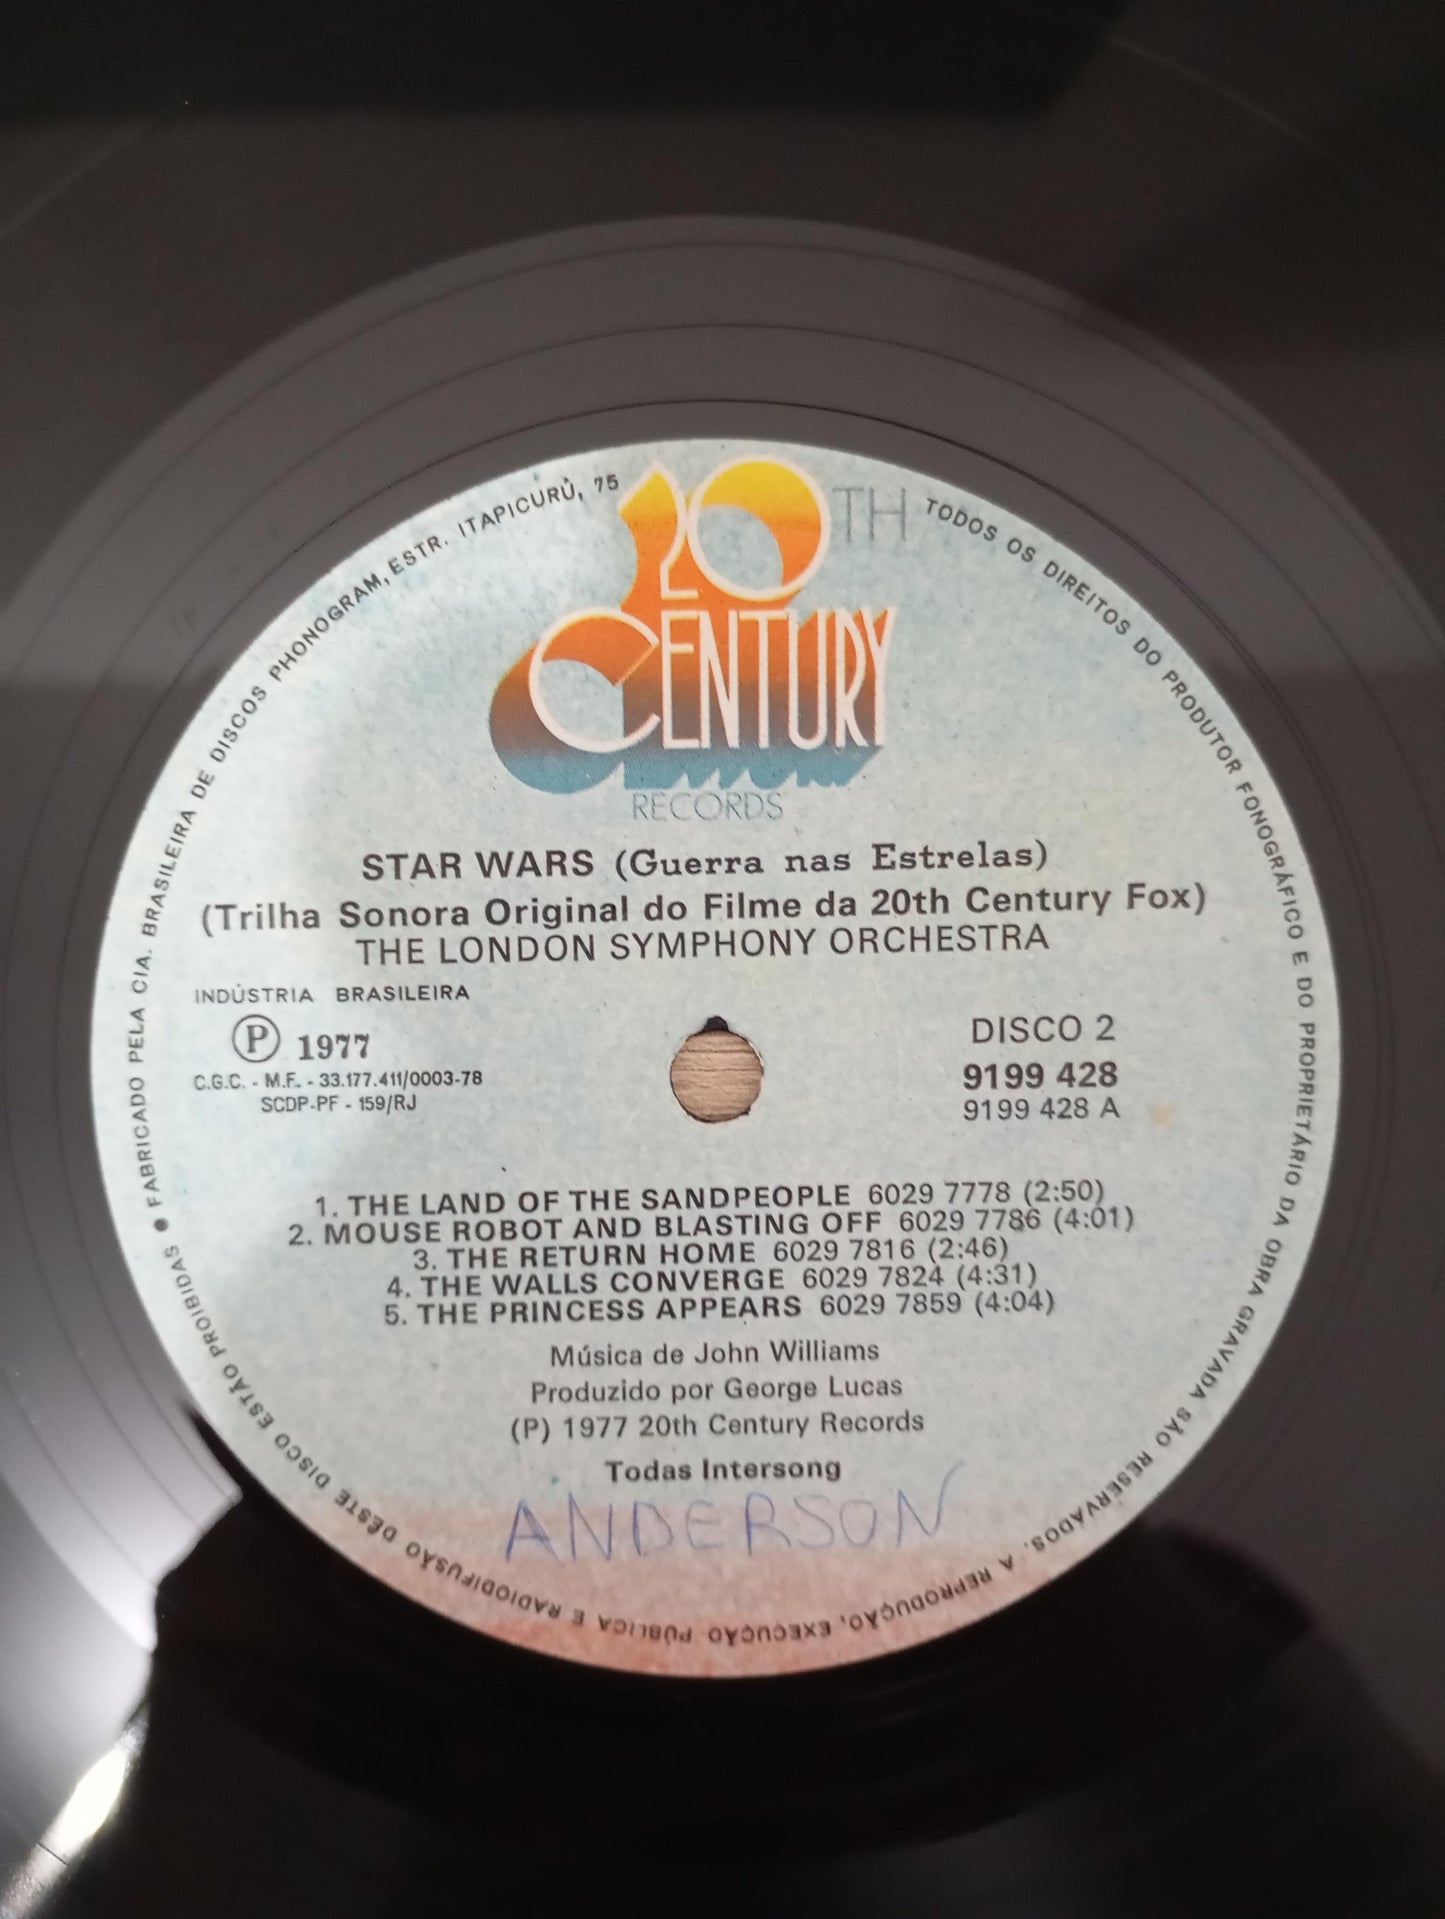 20TH
CENTURY
RECORDS
STAR WARS (Guerra nas Estrelas)
(Trilha Sonora Original do Filme da 20th Century Fox)
THE LONDON SYMPHONY ORCHESTRA
INDÚSTRIA BRASILEIRA
Ⓟ 1977
C.G.C. - M.F. - 33.177.411/0003-78
SCDP-PF - 159/RJ
DISCO 2
9199 428
9199 428 A
1. THE LAND OF THE SANDPEOPLE 6029 7778 (2:50)
2. MOUSE ROBOT AND BLASTING OFF 6029 7786 (4:01)
3. THE RETURN HOME 6029 7816 (2:46)
4. THE WALLS CONVERGE 6029 7824 (4:31)
5. THE PRINCESS APPEARS 6029 7859 (4:04)
Música de John Williams
Produzido por George Lucas
(P) 1977 20th Century Records
Todas Intersong
ANDERSON
● FABRICADO PELA CIA. BRASILEIRA DE DISCOS PHONOGRAM, ESTR. ITAPICURÙ, 75
TODOS OS DIREITOS DO PRODUTOR FONOGRÁFICO E DO PROPRIETÁRIO DA OBRA GRAVADA SÃO RESERVADOS. A REPRODUÇÃO, EXECUÇÃO PÚBLICA E RADIODIFUSÃO DÊSTE DISCO ESTÃO PROIBIDAS